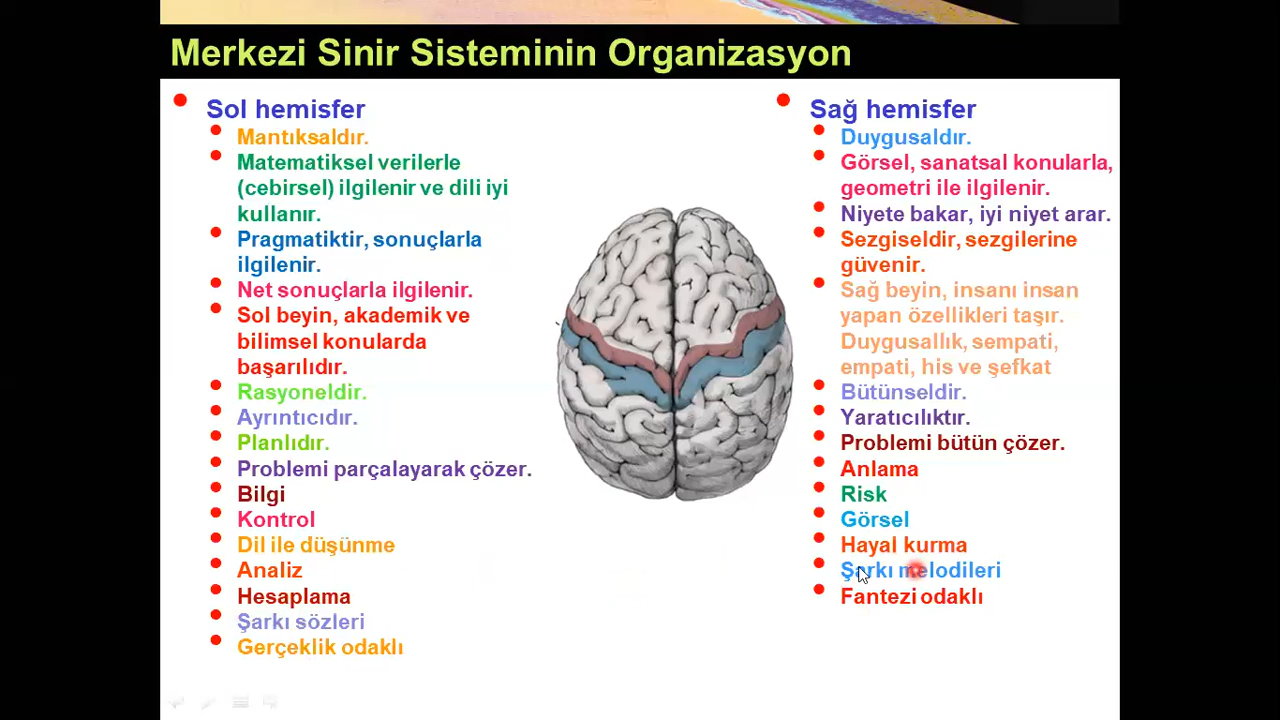 Merkezi Sinir Sisteminin Organizasyon
Sol hemisfer
Mantıksaldır.
Matematiksel verilerle
(cebirsel) ilgilenir ve dili iyi
kullanır.
Pragmatiktir, sonuçlarla
ilgilenir.
Net sonuçlarla ilgilenir.
Sol beyin, akademik ve
bilimsel konularda
başarılıdır.
Rasyoneldir.
Ayrıntıcıdır.
Planlıdır.
Problemi parçalayarak çözer.
Bilgi
Kontrol
Dil ile düşünme
Analiz
Hesaplama
Şarkı sözleri
Gerçeklik odaklı
Sağ hemisfer
Duygusaldır.
Görsel, sanatsal konularla,
geometri ile ilgilenir.
Niyete bakar, iyi niyet arar.
Sezgiseldir, sezgilerine
güvenir.
Sağ beyin, insanı insan
yapan özellikleri taşır.
Duygusallık, sempati,
empati, his ve şefkat
Bütünseldir.
Yaratıcılıktır.
Problemi bütün çözer.
Anlama
Risk
Görsel
Hayal kurma
Şarkı melodileri
Fantezi odaklı